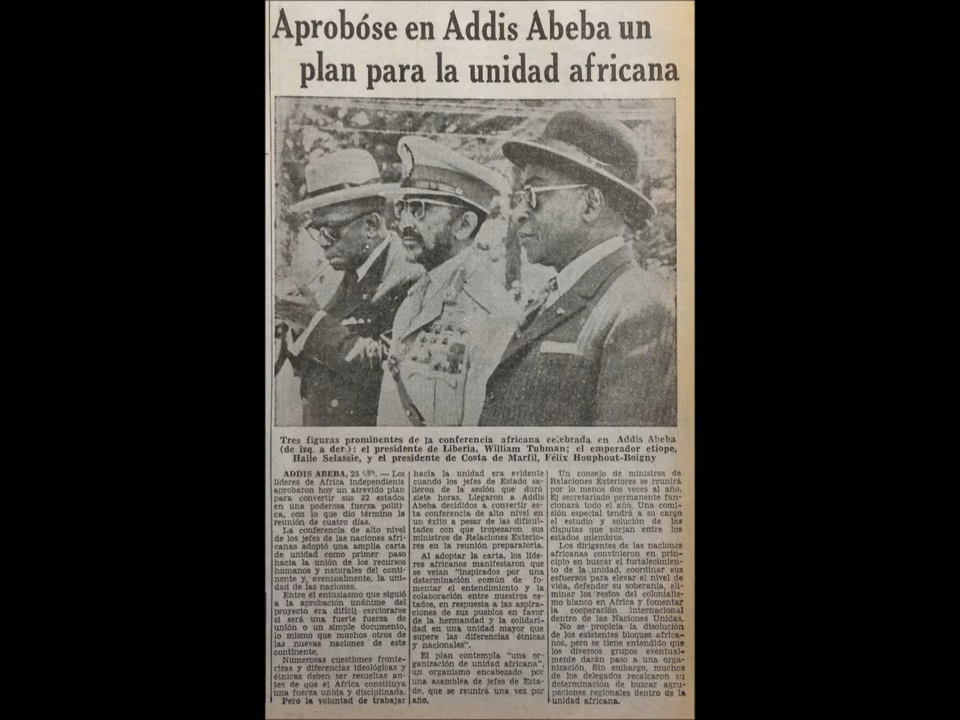 Aprobóse en Addis Abeba un
plan para la unidad africana
Tres figuras prominentes de la conferencia africana celebrada en Addis Abeba
(de izq. a der.): el presidente de Liberia, William Tubman; el emperador etíope,
Haile Selassie, y el presidente de Costa de Marfil, Félix Houphout-Boigny
ADDIS ABEBA, 25 — Los
líderes de Africa independiente
aprobaron hoy un atrevido plan
para convertir sus 32 estados
en una poderosa fuerza políti-
ca, con lo que dio término la
reunión de cuatro días.
La conferencia de alto nivel
de los jefes de las naciones afri-
canas adoptó una amplia carta
de unidad como primer paso
hacia la unión de los recursos
humanos y naturales del conti-
nente y, eventualmente, la uni-
dad de las naciones.
Entre el entusiasmo que siguió
a la aprobación unánime del
proyecto era difícil cerciorarse
si será una fuerte fuerza de
unión o un simple documento,
lo mismo que muchos otros de
las nuevas naciones de este
continente.
Numerosas cuestiones fronte-
rizas y diferencias ideológicas y
étnicas deben ser resueltas an-
tes de que el Africa constituya
una fuerza unida y disciplinada.
Pero la voluntad de trabajar
hacia la unidad era evidente
cuando los jefes de Estado sa-
lieron de la sesión que duró
siete horas. Llegaron a Addis
Abeba decididos a convertir es-
ta conferencia de alto nivel en
un éxito a pesar de las dificul-
tades con que tropezaron sus
ministros de Relaciones Exterio-
res en la reunión preparatoria.
Al adoptar la carta, los líde-
res africanos manifestaron que
se veían "inspirados por una
determinación común de fo-
mentar el entendimiento y la
colaboración entre nuestros es-
tados, en respuesta a las aspira-
ciones de sus pueblos en favor
de la hermandad y la solidari-
dad en una unidad mayor que
supere las diferencias étnicas
y nacionales".
El plan contempla "una or-
ganización de unidad africana",
un organismo encabezado por
una asamblea de jefes de Esta-
do, que se reunirá una vez por
año.
Un consejo de ministros de
Relaciones Exteriores se reunirá
por lo menos dos veces al año.
El secretariado permanente fun-
cionará todo el año. Una comi-
sión especial tendrá a su cargo
el estudio y solución de las
disputas que surjan entre los
estados miembros.
Los dirigentes de las naciones
africanas convinieron en prin-
cipio en buscar el fortalecimien-
to de la unidad, coordinar sus
esfuerzos para elevar el nivel de
vida, defender su soberanía, eli-
minar los restos del colonialis-
mo blanco en Africa y fomentar
la cooperación internacional
dentro de las Naciones Unidas.
No se propicia la disolución
de los existentes bloques africa-
nos, pero se tiene entendido que
los diversos grupos eventual-
mente darán paso a una orga-
nización. Sin embargo, muchos
de los delegados recalcaron su
determinación de buscar agru-
paciones regionales dentro de la
unidad africana.